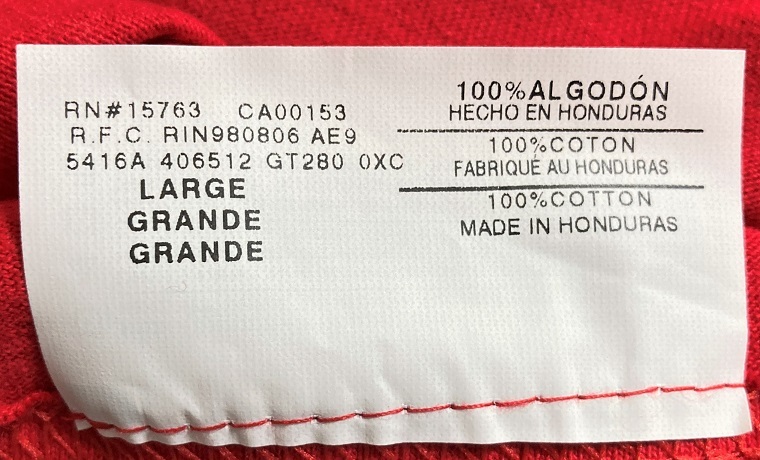 RN#15763 CA00153
R.F.C. RIN980806 AE9
5416A 406512 GT280 0XC
LARGE
GRANDE
GRANDE
100%ALGODÓN
HECHO EN HONDURAS
100%COTON
FABRIQUÉ AU HONDURAS
100%COTTON
MADE IN HONDURAS